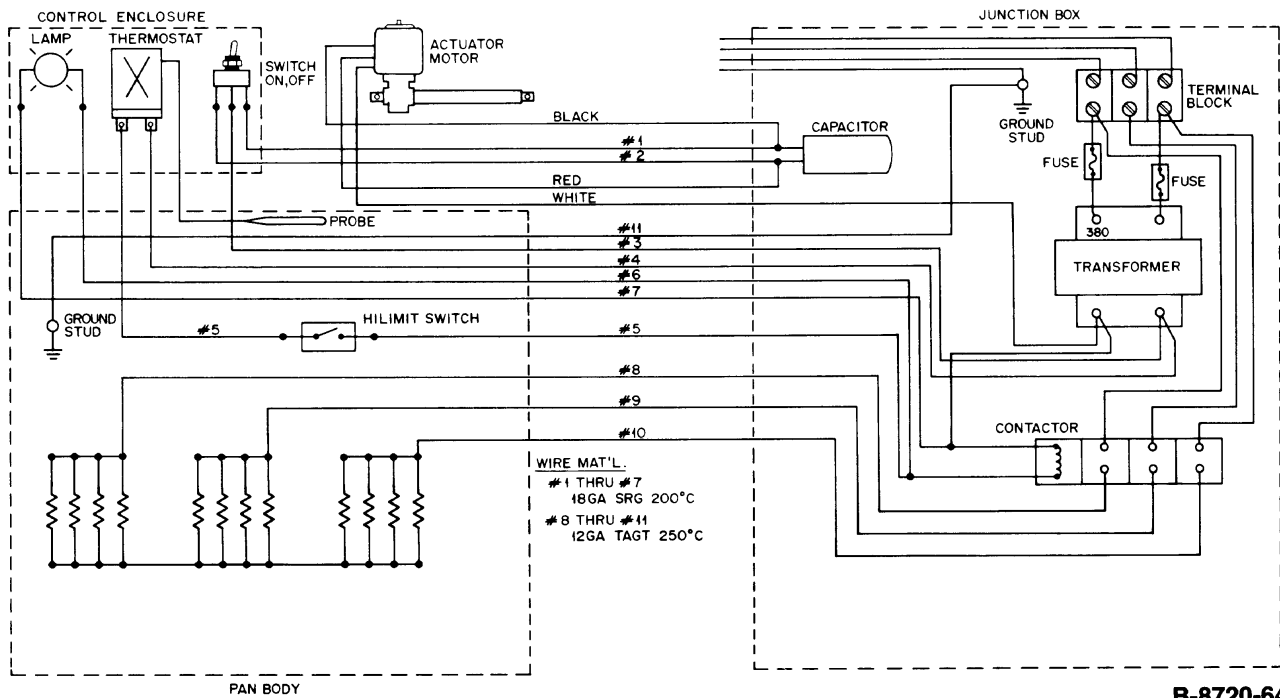 CONTROL ENCLOSURE
JUNCTION BOX
LAMP
THERMOSTAT
SWITCH
ON,OFF
ACTUATOR
MOTOR
TERMINAL
BLOCK
GROUND
STUD
BLACK
CAPACITOR
#1
#2
FUSE
FUSE
RED
WHITE
PROBE
380
#11
#3
#4
#6
#7
TRANSFORMER
GROUND
STUD
#5
HILIMIT SWITCH
#5
#8
#9
#10
CONTACTOR
WIRE MAT'L.
#1 THRU #7
18GA SRG 200°C
#8 THRU #11
12GA TAGT 250°C
PAN BODY
B-8720-64